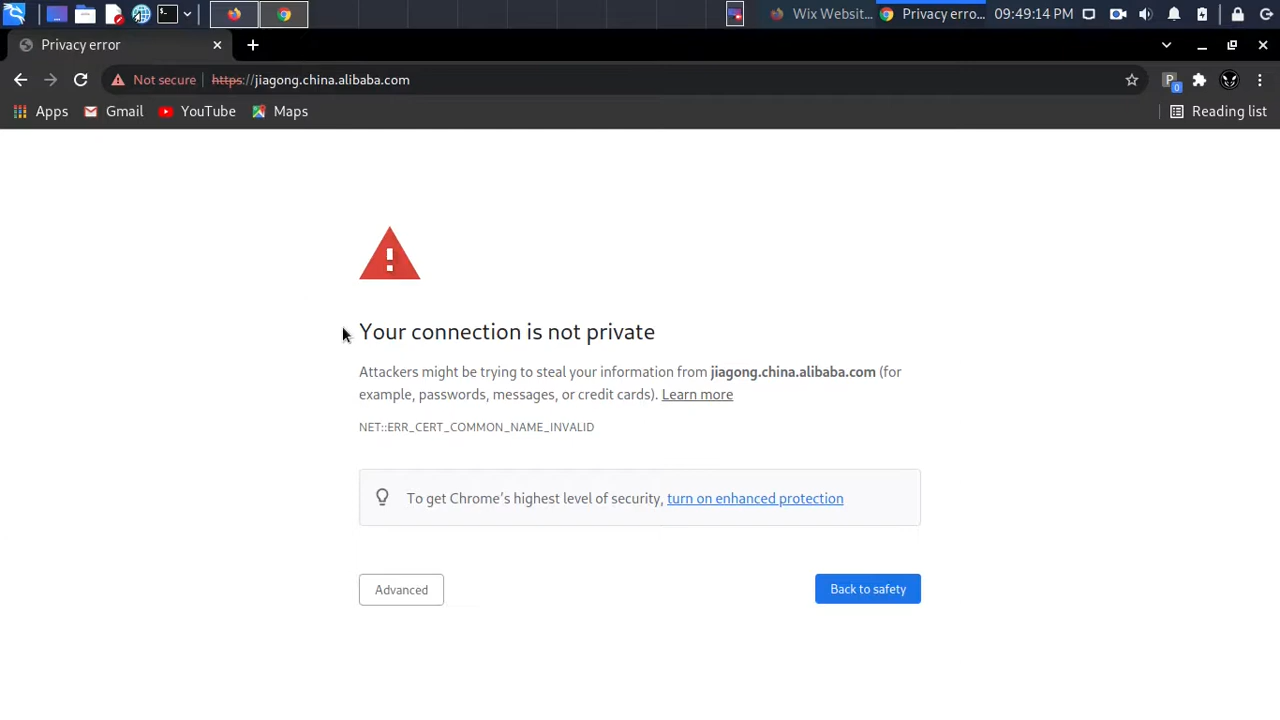 Wix Websit...
Privacy erro...
09:49:14 PM
Privacy error
Not secure
https://jiagong.china.alibaba.com
P
0
Apps
Gmail
YouTube
Maps
Reading list
Your connection is not private
Attackers might be trying to steal your information from jiagong.china.alibaba.com (for
example, passwords, messages, or credit cards). Learn more
NET::ERR_CERT_COMMON_NAME_INVALID
To get Chrome's highest level of security, turn on enhanced protection
Advanced
Back to safety